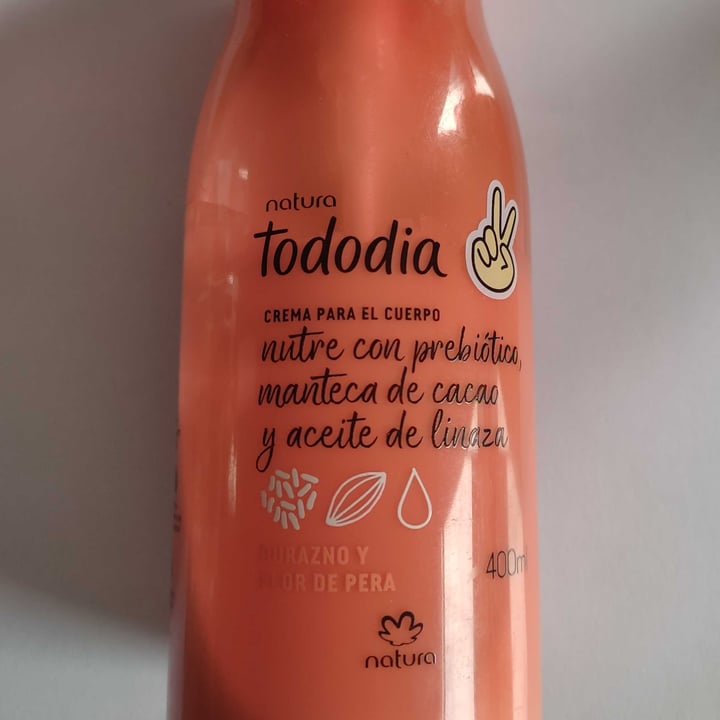 natura
tododia
CREMA PARA EL CUERPO
nutre con prebiótico,
manteca de cacao
y aceite de linaza
DURAZNO Y
FLOR DE PERA
400ml
natura